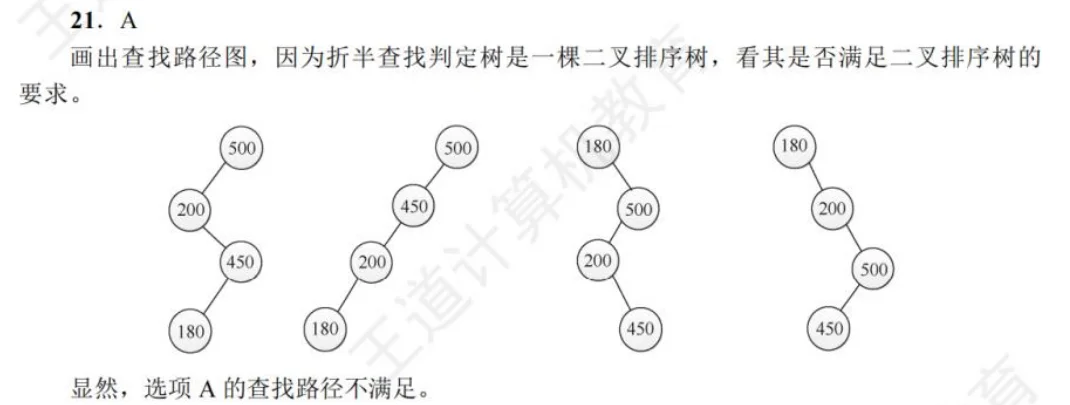 21. A
画出查找路径图，因为折半查找判定树是一棵二叉排序树，看其是否满足二叉排序树的
要求。
500 500 180 180
200 450 500 200
450 200 200 500
180 180 450 450
显然，选项 A 的查找路径不满足。
王道计算机教育
育